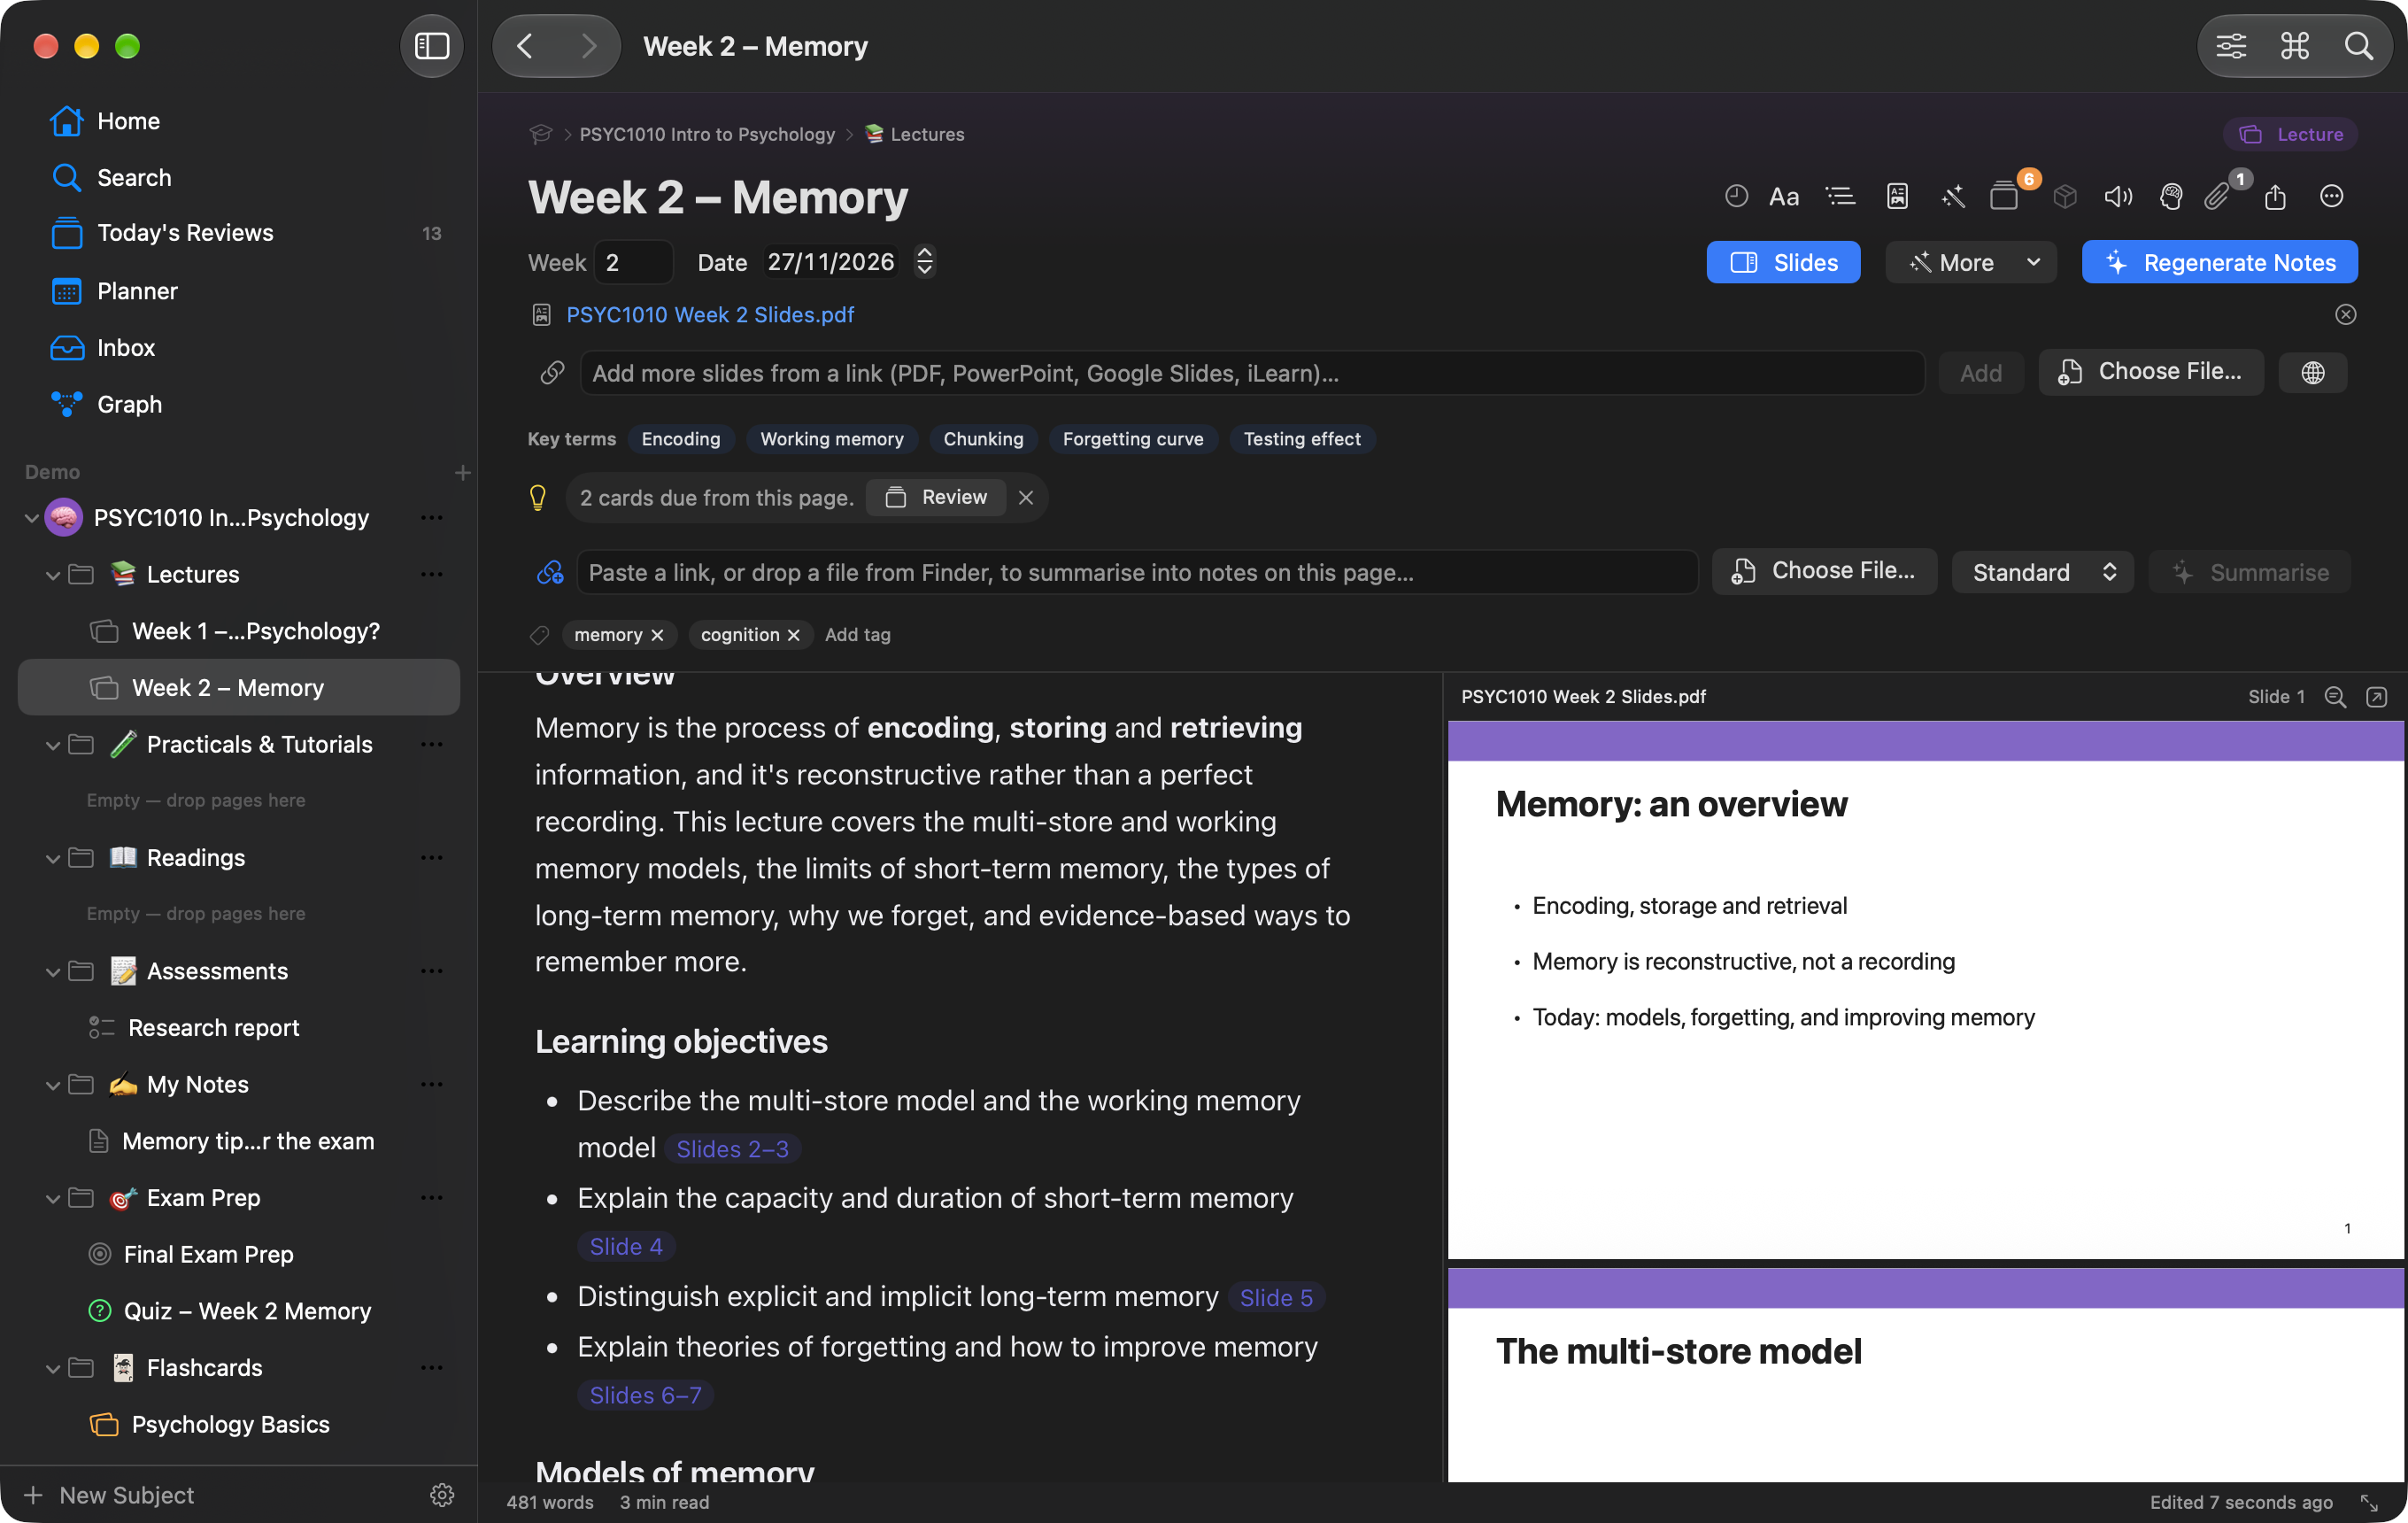 Week 2 – Memory
Home
Search
Today's Reviews 13
Planner
Inbox
Graph
Demo
PSYC1010 In...Psychology
📚 Lectures
Week 1 –...Psychology?
Week 2 – Memory
🧪 Practicals & Tutorials
Empty — drop pages here
📖 Readings
Empty — drop pages here
📝 Assessments
Research report
✍️ My Notes
Memory tip...r the exam
🎯 Exam Prep
Final Exam Prep
Quiz – Week 2 Memory
🃏 Flashcards
Psychology Basics
New Subject
PSYC1010 Intro to Psychology > 📚 Lectures
Lecture
Week 2 – Memory
Aa 6 1
Week 2 Date 27/11/2026
Slides More Regenerate Notes
PSYC1010 Week 2 Slides.pdf
Add more slides from a link (PDF, PowerPoint, Google Slides, iLearn)... Add Choose File...
Key terms Encoding Working memory Chunking Forgetting curve Testing effect
2 cards due from this page. Review
Paste a link, or drop a file from Finder, to summarise into notes on this page... Choose File... Standard Summarise
memory cognition Add tag
Overview
Memory is the process of encoding, storing and retrieving
information, and it's reconstructive rather than a perfect
recording. This lecture covers the multi-store and working
memory models, the limits of short-term memory, the types of
long-term memory, why we forget, and evidence-based ways to
remember more.
Learning objectives
• Describe the multi-store model and the working memory
model Slides 2–3
• Explain the capacity and duration of short-term memory
Slide 4
• Distinguish explicit and implicit long-term memory Slide 5
• Explain theories of forgetting and how to improve memory
Slides 6–7
Models of memory
PSYC1010 Week 2 Slides.pdf Slide 1
Memory: an overview
• Encoding, storage and retrieval
• Memory is reconstructive, not a recording
• Today: models, forgetting, and improving memory
1
The multi-store model
481 words 3 min read
Edited 7 seconds ago